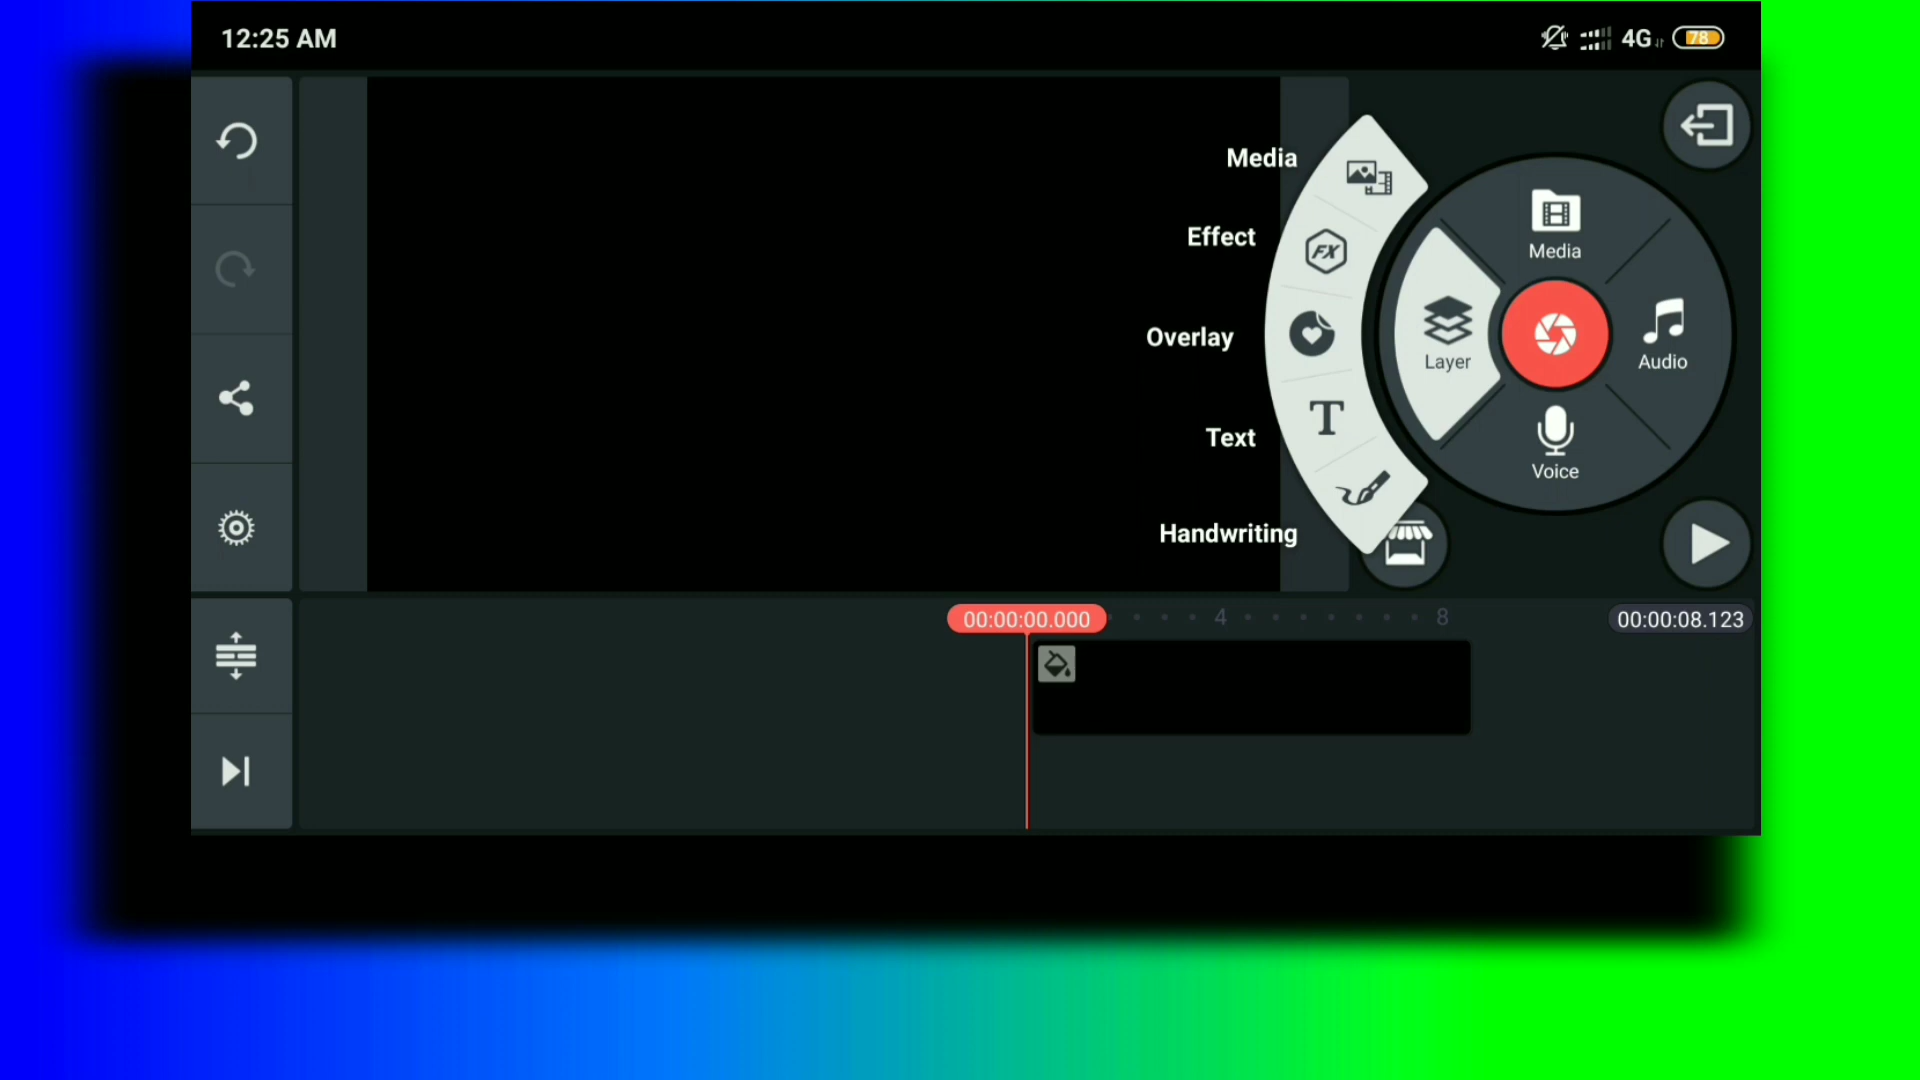 12:25 AM
4G
78
Media
Effect
Overlay
Text
Handwriting
FX
T
Media
Layer
Audio
Voice
00:00:00.000
4
8
00:00:08.123